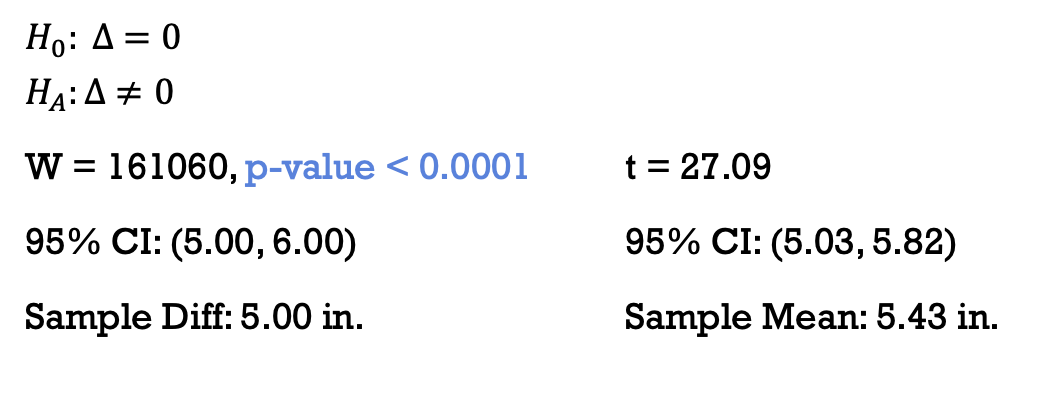 H₀: Δ = 0
H_A: Δ ≠ 0
W = 161060, p-value < 0.0001
t = 27.09
95% CI: (5.00, 6.00)
95% CI: (5.03, 5.82)
Sample Diff: 5.00 in.
Sample Mean: 5.43 in.